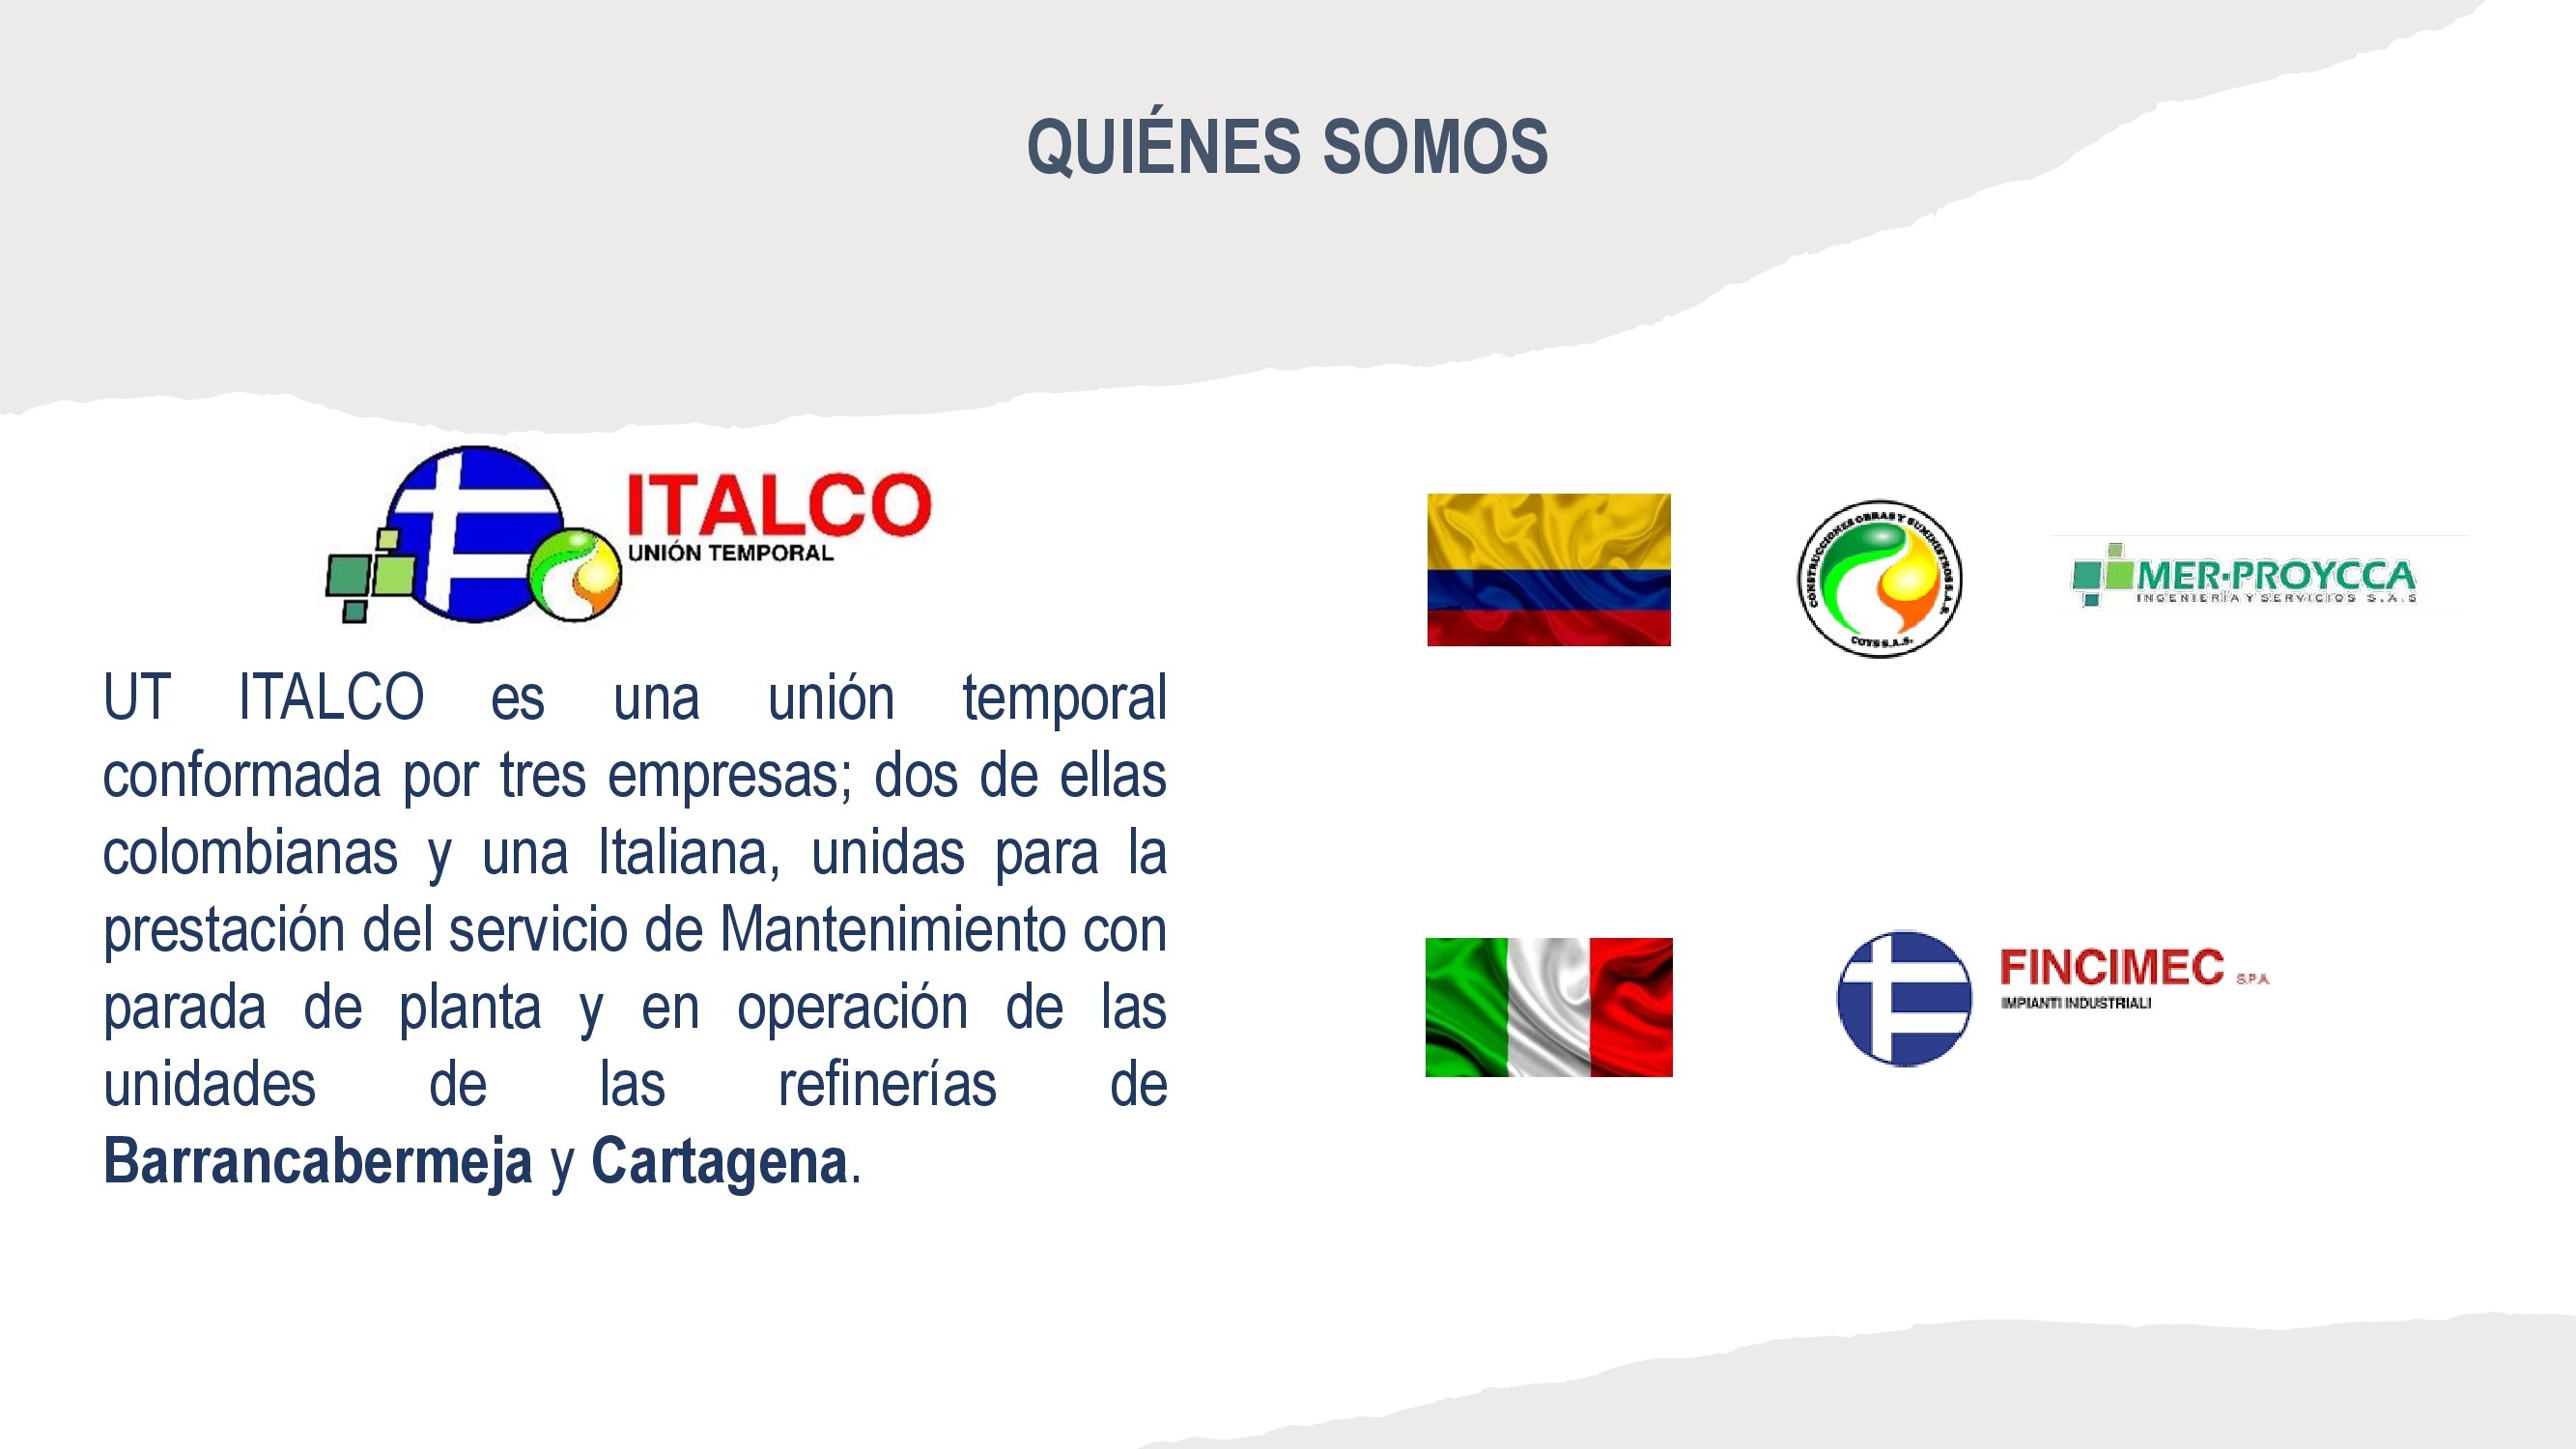 QUIÉNES SOMOS
ITALCO
UNIÓN TEMPORAL
UT ITALCO es una unión temporal
conformada por tres empresas; dos de ellas
colombianas y una Italiana, unidas para la
prestación del servicio de Mantenimiento con
parada de planta y en operación de las
unidades de las refinerías de
Barrancabermeja y Cartagena.
CONSTRUCCIONES OBRAS Y SUMINISTROS S.A.S.
COYS S.A.S.
MER-PROYCCA
INGENIERÍA Y SERVICIOS S.A.S
FINCIMEC S.P.A.
IMPIANTI INDUSTRIALI